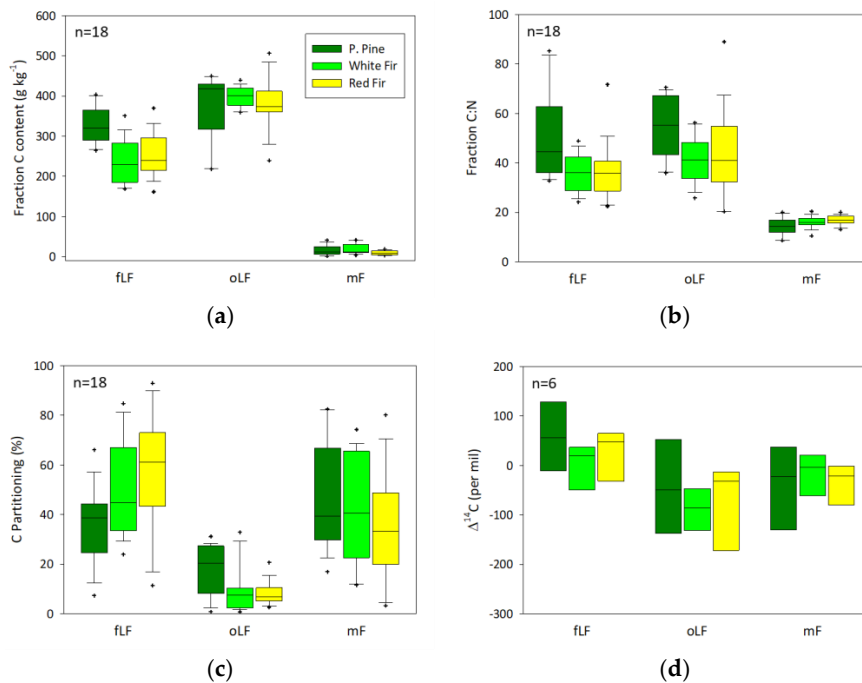 n=18
P. Pine
White Fir
Red Fir
600
500
400
300
200
100
0
Fraction C content (g kg⁻¹)
fLF oLF mF
(a)
n=18
100
80
60
40
20
0
Fraction C:N
fLF oLF mF
(b)
n=18
100
80
60
40
20
0
C Partitioning (%)
fLF oLF mF
(c)
n=6
200
100
0
-100
-200
-300
Δ¹⁴C (per mil)
fLF oLF mF
(d)